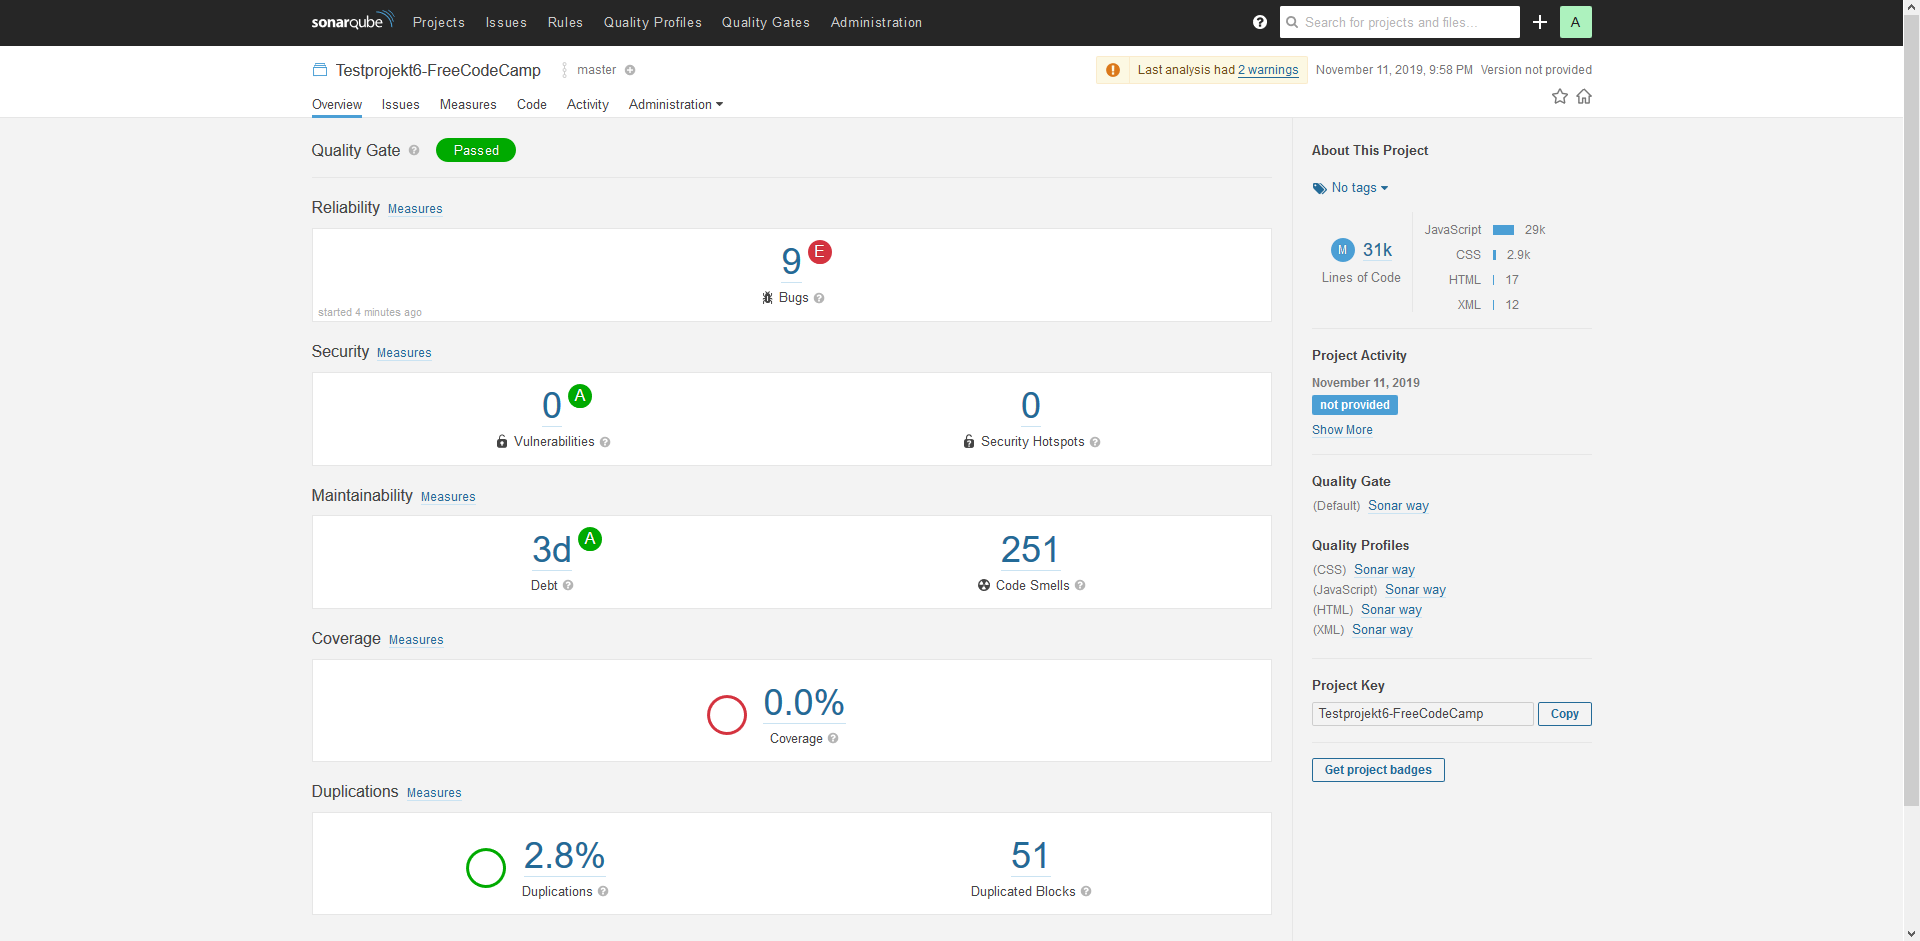 sonarqube Projects Issues Rules Quality Profiles Quality Gates Administration Search for projects and files... A
Testprojekt6-FreeCodeCamp master Last analysis had 2 warnings November 11, 2019, 9:58 PM Version not provided
Overview Issues Measures Code Activity Administration
Quality Gate Passed
Reliability Measures
9 E
Bugs
started 4 minutes ago
Security Measures
0 A
Vulnerabilities
0
Security Hotspots
Maintainability Measures
3d A
Debt
251
Code Smells
Coverage Measures
0.0%
Coverage
Duplications Measures
2.8%
Duplications
51
Duplicated Blocks
About This Project
No tags
M 31k
Lines of Code
JavaScript 29k
CSS 2.9k
HTML 17
XML 12
Project Activity
November 11, 2019
not provided
Show More
Quality Gate
(Default) Sonar way
Quality Profiles
(CSS) Sonar way
(JavaScript) Sonar way
(HTML) Sonar way
(XML) Sonar way
Project Key
Testprojekt6-FreeCodeCamp Copy
Get project badges